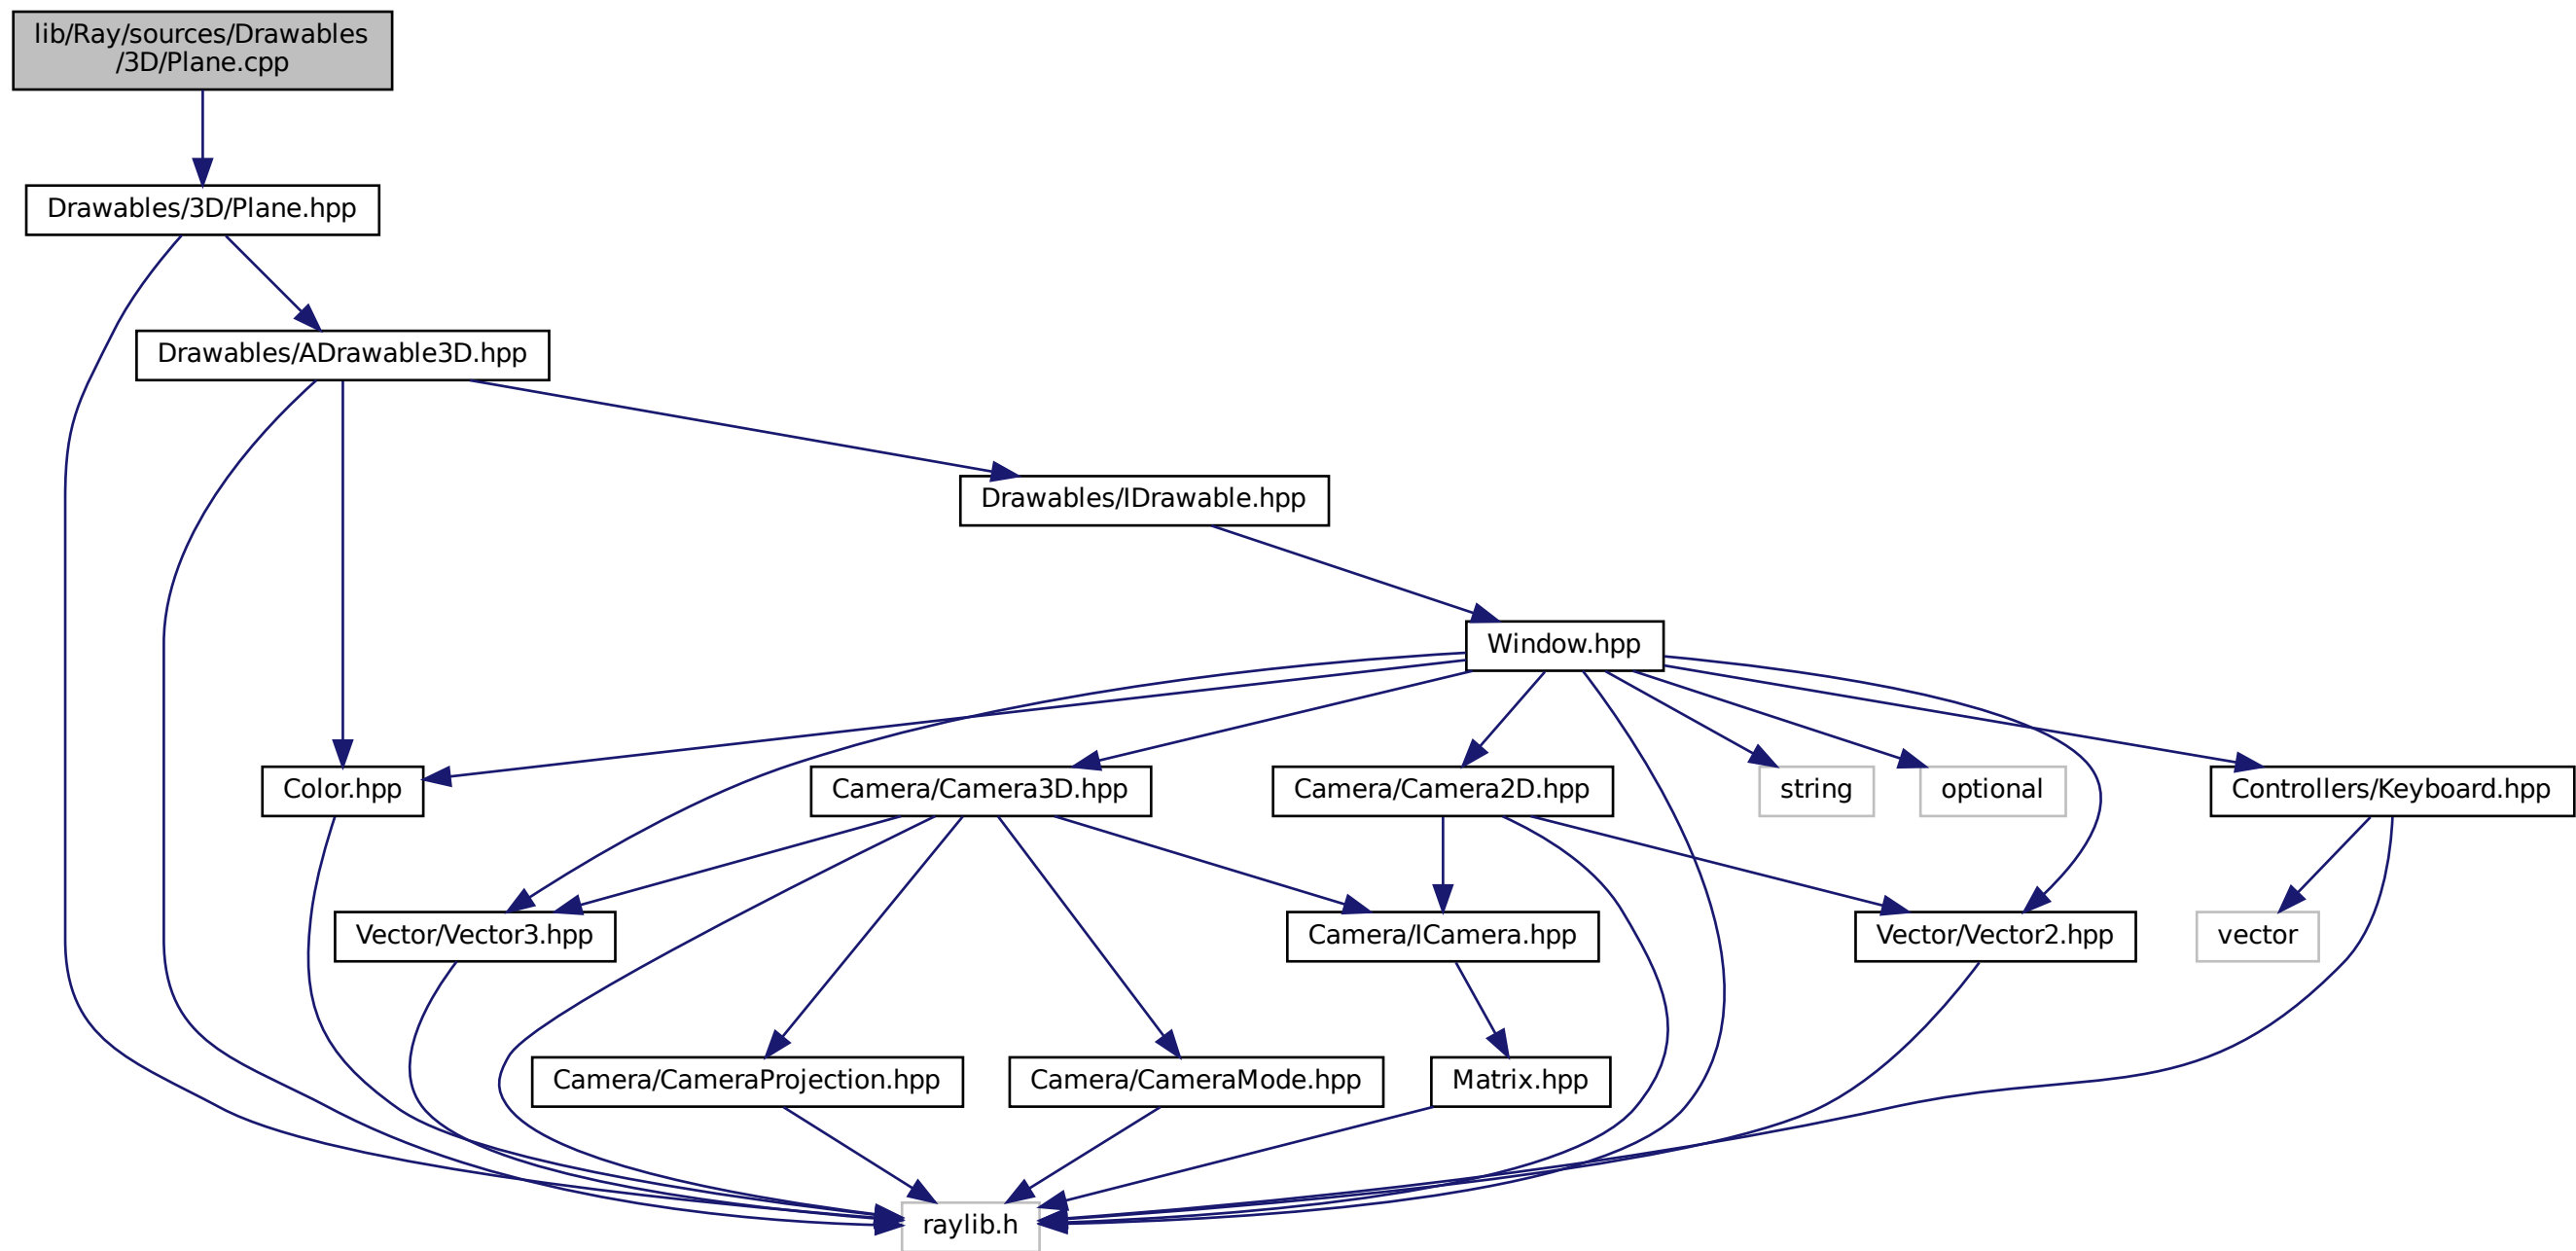 lib/Ray/sources/Drawables
/3D/Plane.cpp
Drawables/3D/Plane.hpp
Drawables/ADrawable3D.hpp
Drawables/IDrawable.hpp
Window.hpp
Color.hpp
Camera/Camera3D.hpp
Camera/Camera2D.hpp
string
optional
Controllers/Keyboard.hpp
Vector/Vector3.hpp
Camera/ICamera.hpp
Vector/Vector2.hpp
vector
Camera/CameraProjection.hpp
Camera/CameraMode.hpp
Matrix.hpp
raylib.h